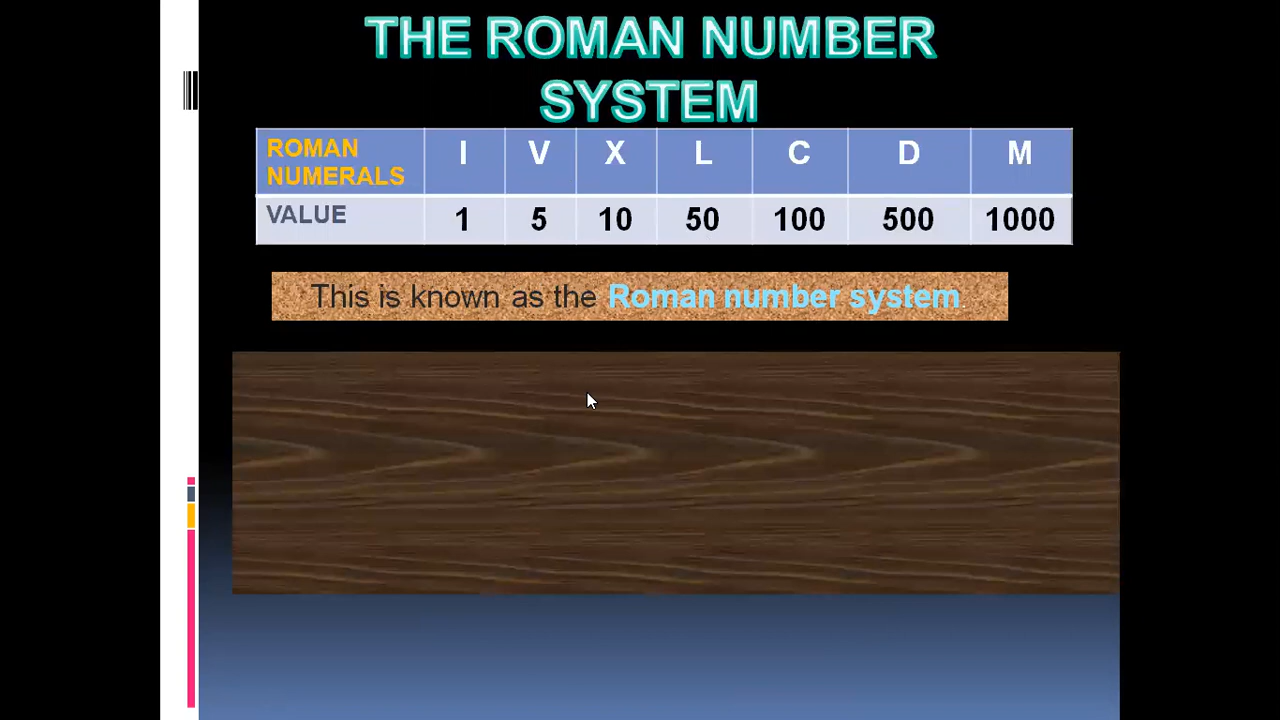 THE ROMAN NUMBER
SYSTEM
ROMAN NUMERALS I V X L C D M
VALUE 1 5 10 50 100 500 1000
This is known as the Roman number system